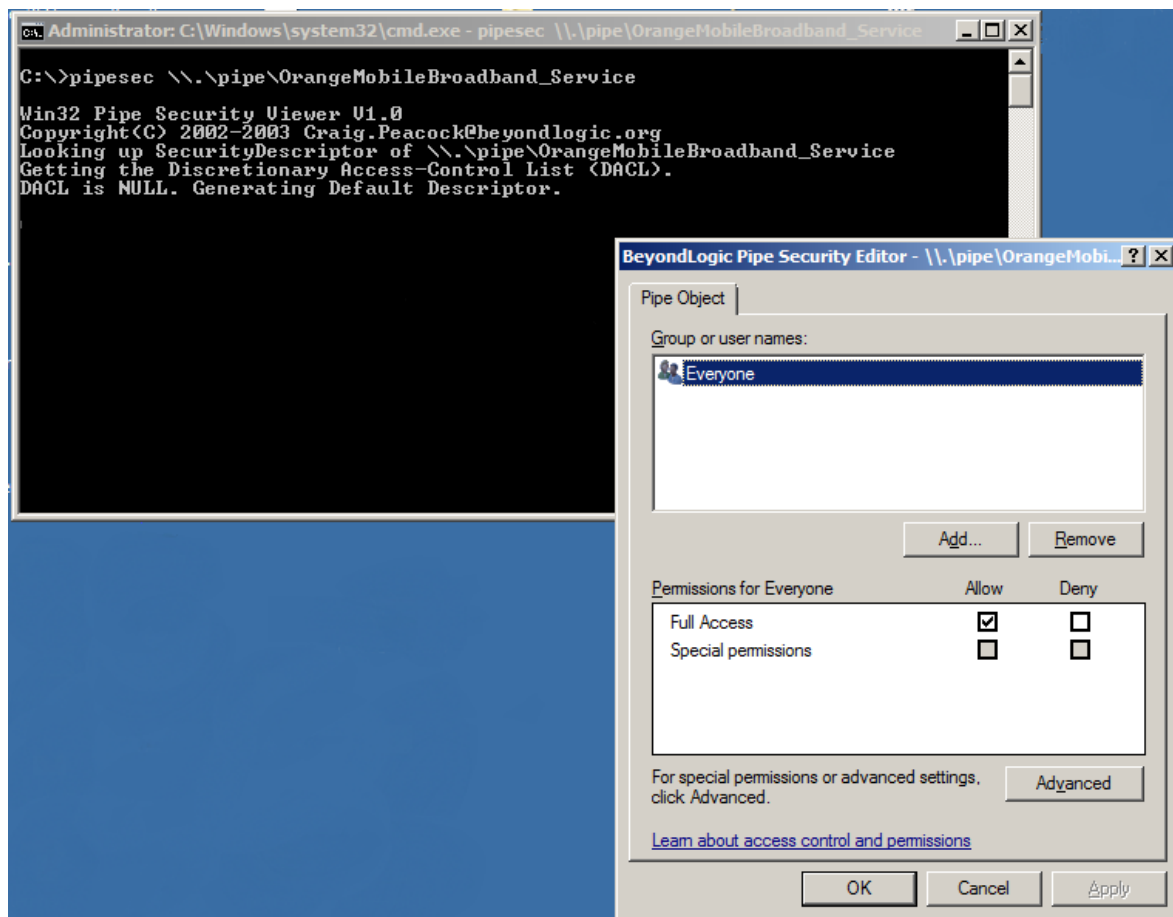 Administrator: C:\Windows\system32\cmd.exe - pipesec \\.\pipe\OrangeMobileBroadband_Service
C:\>pipesec \\.\pipe\OrangeMobileBroadband_Service
Win32 Pipe Security Viewer V1.0
Copyright(C) 2002-2003 Craig.Peacock@beyondlogic.org
Looking up SecurityDescriptor of \\.\pipe\OrangeMobileBroadband_Service
Getting the Discretionary Access-Control List (DACL).
DACL is NULL. Generating Default Descriptor.
BeyondLogic Pipe Security Editor - \\.\pipe\OrangeMobi...
Pipe Object
Group or user names:
Everyone
Add... Remove
Permissions for Everyone Allow Deny
Full Access
Special permissions
For special permissions or advanced settings,
click Advanced.
Advanced
Learn about access control and permissions
OK Cancel Apply